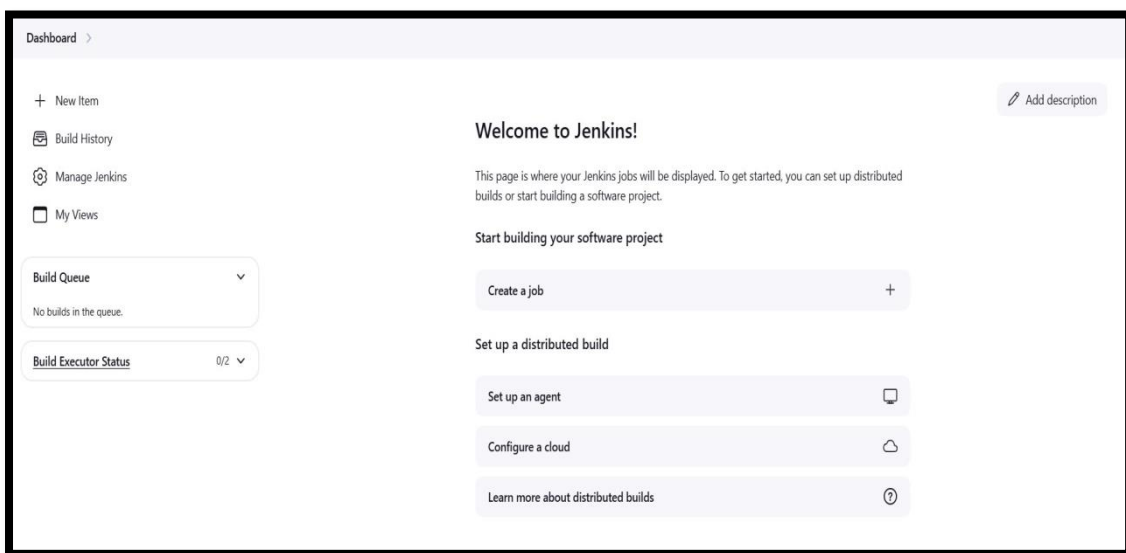 Dashboard
New Item
Build History
Manage Jenkins
My Views
Build Queue
No builds in the queue.
Build Executor Status 0/2
Add description
Welcome to Jenkins!
This page is where your Jenkins jobs will be displayed. To get started, you can set up distributed
builds or start building a software project.
Start building your software project
Create a job
Set up a distributed build
Set up an agent
Configure a cloud
Learn more about distributed builds